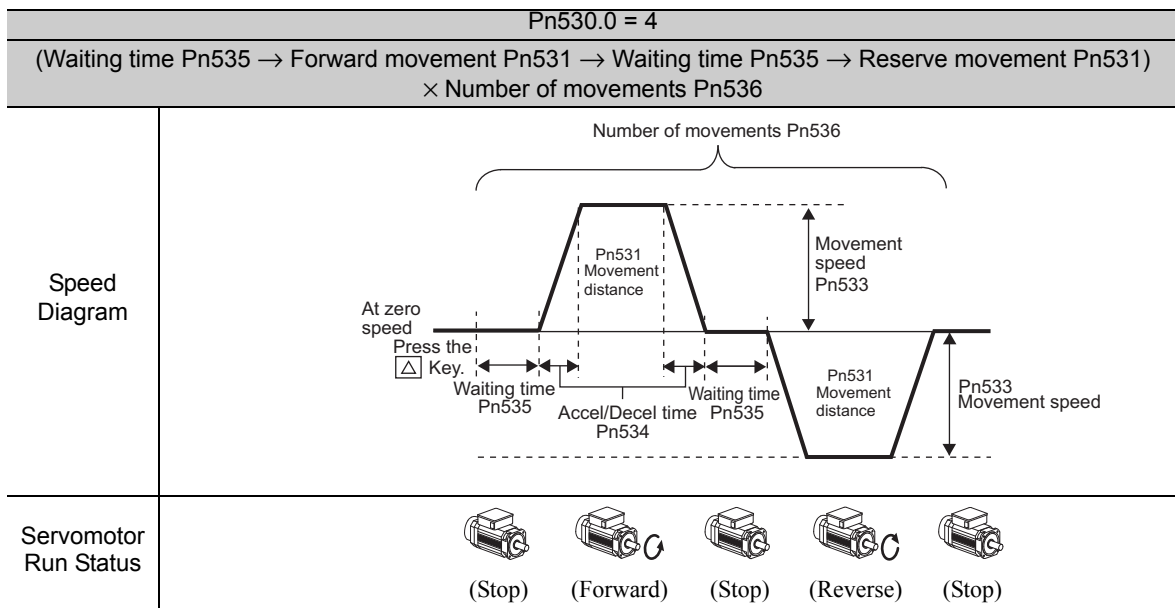 Pn530.0 = 4
(Waiting time Pn535 → Forward movement Pn531 → Waiting time Pn535 → Reserve movement Pn531)
× Number of movements Pn536
Speed
Diagram
Number of movements Pn536
Pn531
Movement
distance
Movement
speed
Pn533
At zero
speed
Press the
△ Key.
Waiting time
Pn535
Accel/Decel time
Pn534
Waiting time
Pn535
Pn531
Movement
distance
Pn533
Movement speed
Servomotor
Run Status
(Stop) (Forward) (Stop) (Reverse) (Stop)